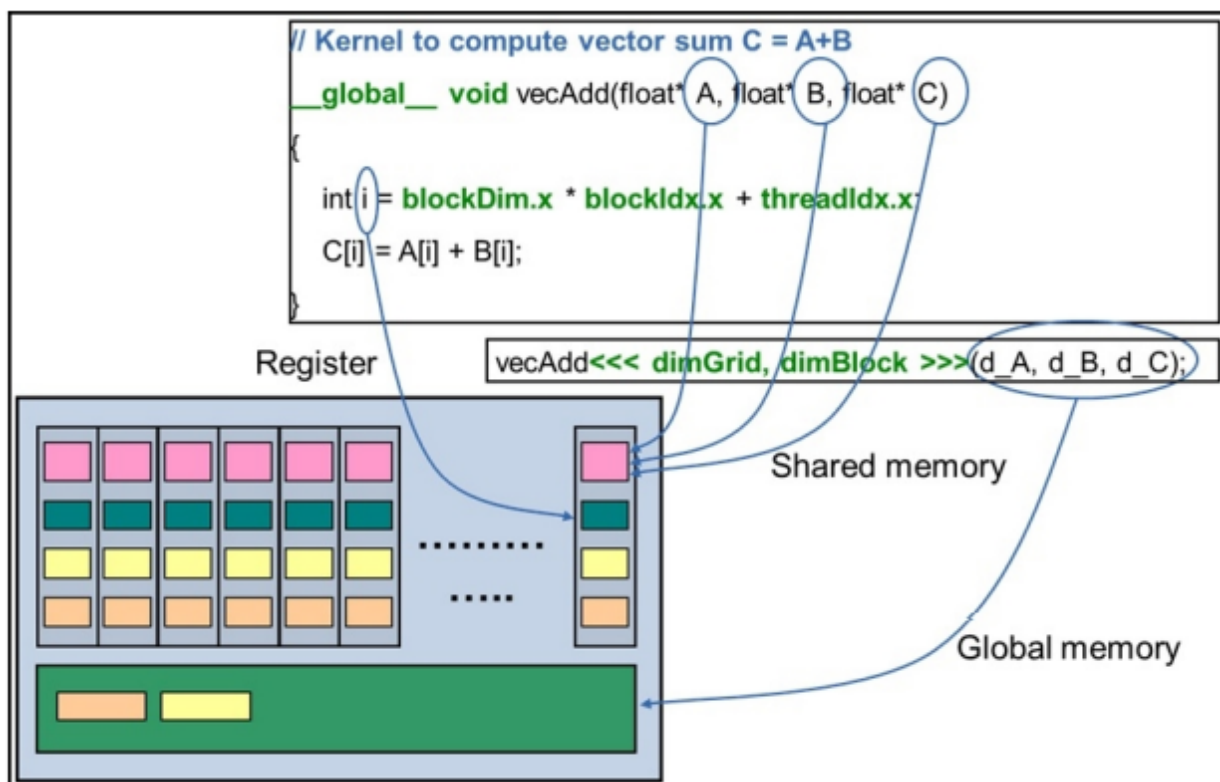 // Kernel to compute vector sum C = A+B
__global__ void vecAdd(float* A, float* B, float* C)
{
int i = blockDim.x * blockIdx.x + threadIdx.x;
C[i] = A[i] + B[i];
}
Register
vecAdd<<< dimGrid, dimBlock >>>(d_A, d_B, d_C);
Shared memory
Global memory